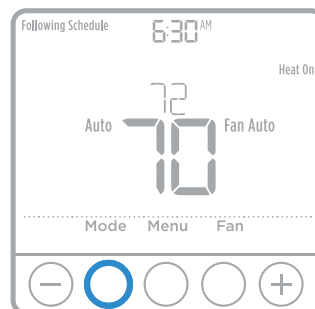 Following Schedule 6:30 AM
Heat On
72
Auto 70 Fan Auto
Mode Menu Fan
− +